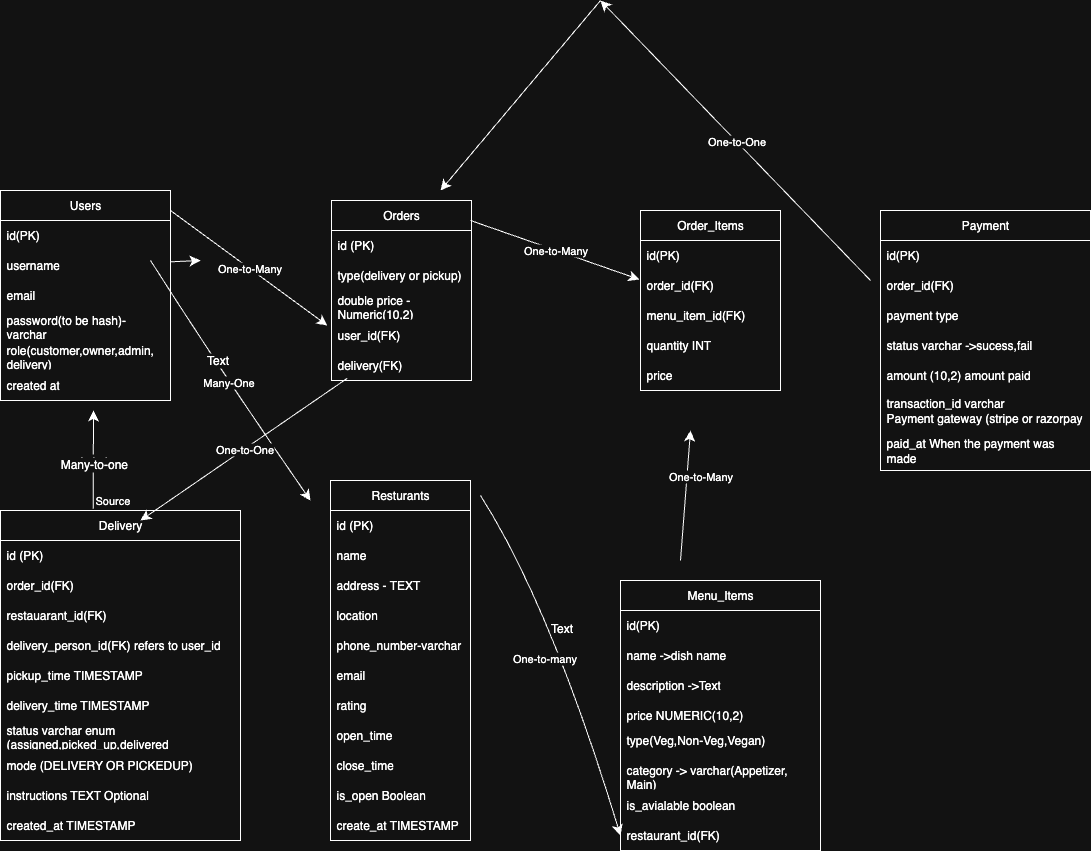 One-to-One
Users
id(PK)
username
email
password(to be hash)-
varchar
role(customer,owner,admin,
delivery)
created at
One-to-Many
Text
Many-One
Orders
id (PK)
type(delivery or pickup)
double price -
Numeric(10,2)
user_id(FK)
delivery(FK)
One-to-Many
Order_Items
id(PK)
order_id(FK)
menu_item_id(FK)
quantity INT
price
Payment
id(PK)
order_id(FK)
payment type
status varchar ->sucess,fail
amount (10,2) amount paid
transaction_id varchar
Payment gateway (stripe or razorpay
paid_at When the payment was
made
One-to-One
Many-to-one
Source
One-to-Many
Delivery
id (PK)
order_id(FK)
restauarant_id(FK)
delivery_person_id(FK) refers to user_id
pickup_time TIMESTAMP
delivery_time TIMESTAMP
status varchar enum
(assigned,picked_up,delivered
mode (DELIVERY OR PICKEDUP)
instructions TEXT Optional
created_at TIMESTAMP
Resturants
id (PK)
name
address - TEXT
location
phone_number-varchar
email
rating
open_time
close_time
is_open Boolean
create_at TIMESTAMP
Text
One-to-many
Menu_Items
id(PK)
name ->dish name
description ->Text
price NUMERIC(10,2)
type(Veg,Non-Veg,Vegan)
category -> varchar(Appetizer,
Main)
is_avialable boolean
restaurant_id(FK)